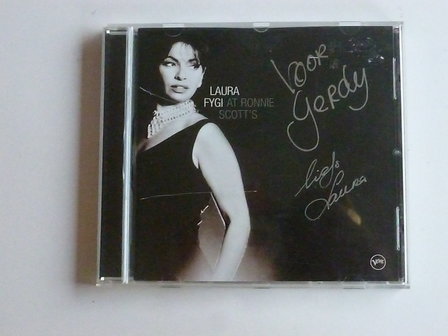 LAURA
FYGI AT RONNIE
SCOTT'S
Voor
Gerdy
liefs
Laura
Verve